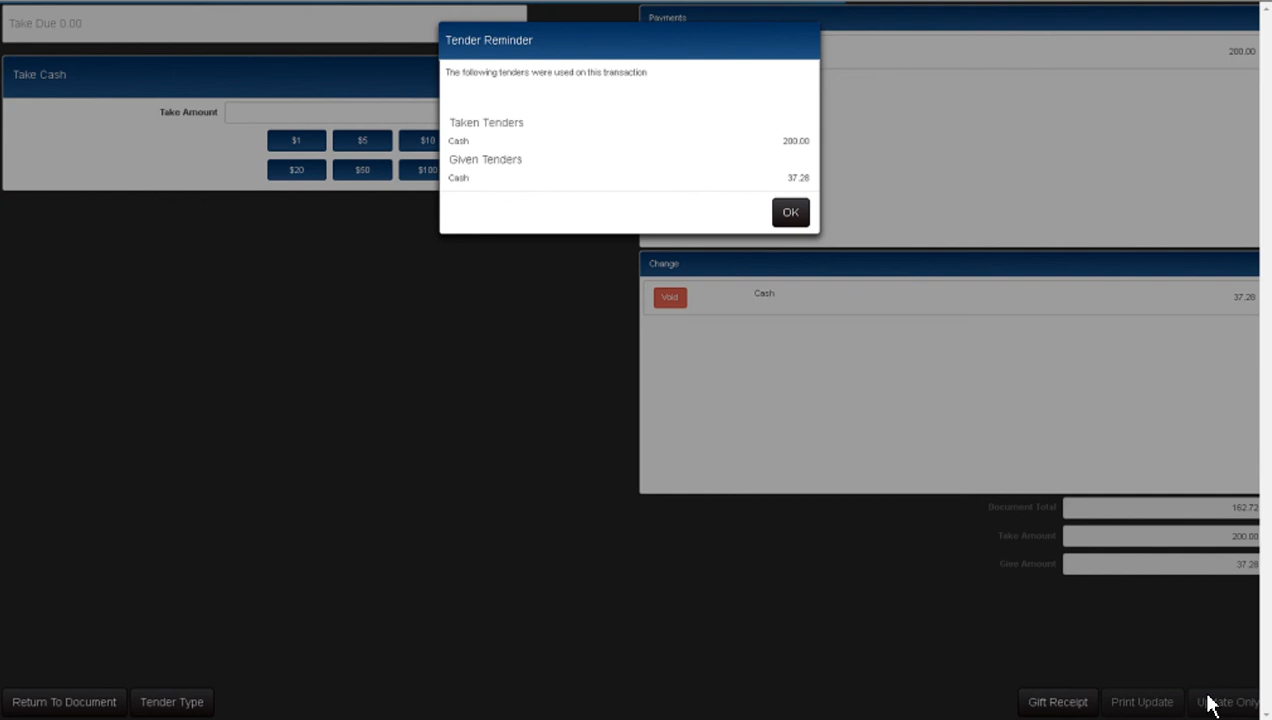 Take Due 0.00
Payments
Tender Reminder
200.00
Take Cash
The following tenders were used on this transaction
Take Amount
Taken Tenders
$1 $5 $10
Cash 200.00
Given Tenders
$20 $50 $100
Cash 37.28
OK
Change
Void Cash 37.28
Document Total 162.72
Take Amount 200.00
Give Amount 37.28
Return To Document Tender Type Gift Receipt Print Update Update Only